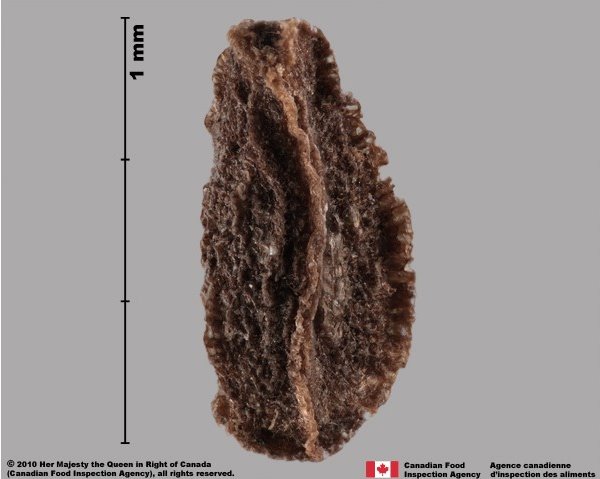 1 mm
© 2010 Her Majesty the Queen in Right of Canada
(Canadian Food Inspection Agency), all rights reserved.
Canadian Food
Inspection Agency
Agence canadienne
d'inspection des aliments